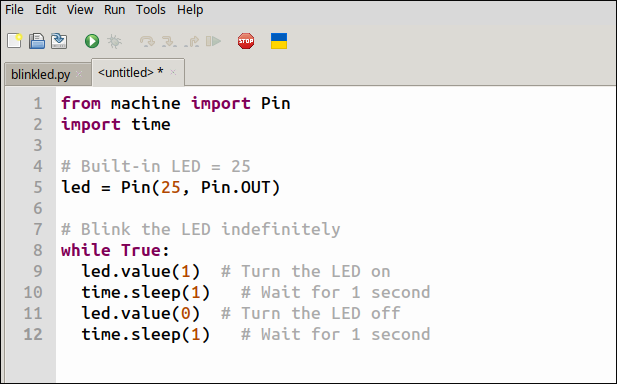 File Edit View Run Tools Help
STOP
blinkled.py × <untitled> * ×
1 from machine import Pin
2 import time
3
4 # Built-in LED = 25
5 led = Pin(25, Pin.OUT)
6
7 # Blink the LED indefinitely
8 while True:
9   led.value(1)  # Turn the LED on
10   time.sleep(1)   # Wait for 1 second
11   led.value(0)  # Turn the LED off
12   time.sleep(1)   # Wait for 1 second